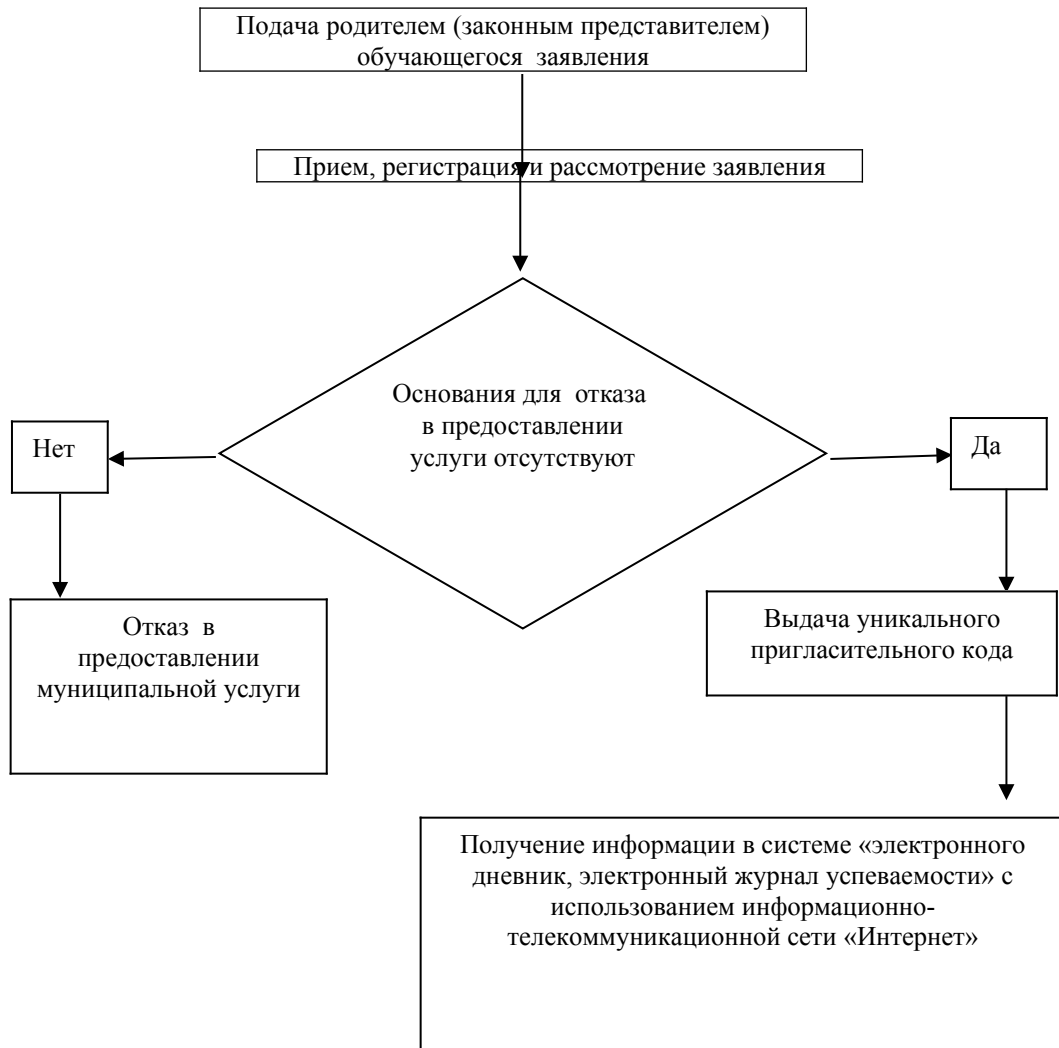 Подача родителем (законным представителем)
обучающегося  заявления
Прием, регистрация и рассмотрение заявления
Основания для  отказа
в предоставлении
услуги отсутствуют
Нет
Да
Отказ  в
предоставлении
муниципальной услуги
Выдача уникального
пригласительного кода
Получение информации в системе «электронного
дневник, электронный журнал успеваемости» с
использованием информационно-
телекоммуникационной сети «Интернет»